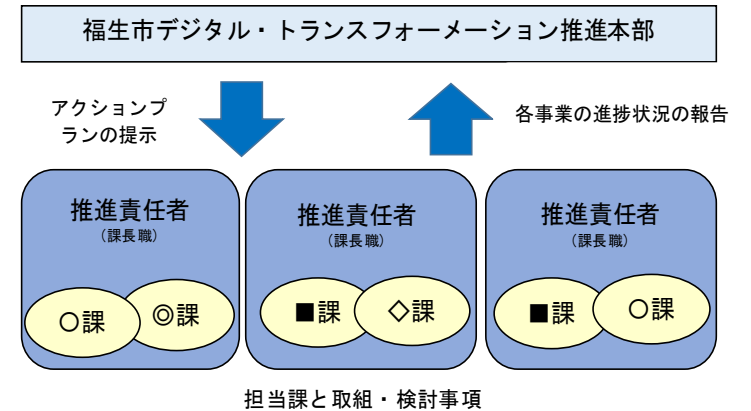 福生市デジタル・トランスフォーメーション推進本部
アクションプ
ランの提示
各事業の進捗状況の報告
推進責任者
（課長職）
〇課
◎課
推進責任者
（課長職）
■課
◇課
推進責任者
（課長職）
■課
〇課
担当課と取組・検討事項